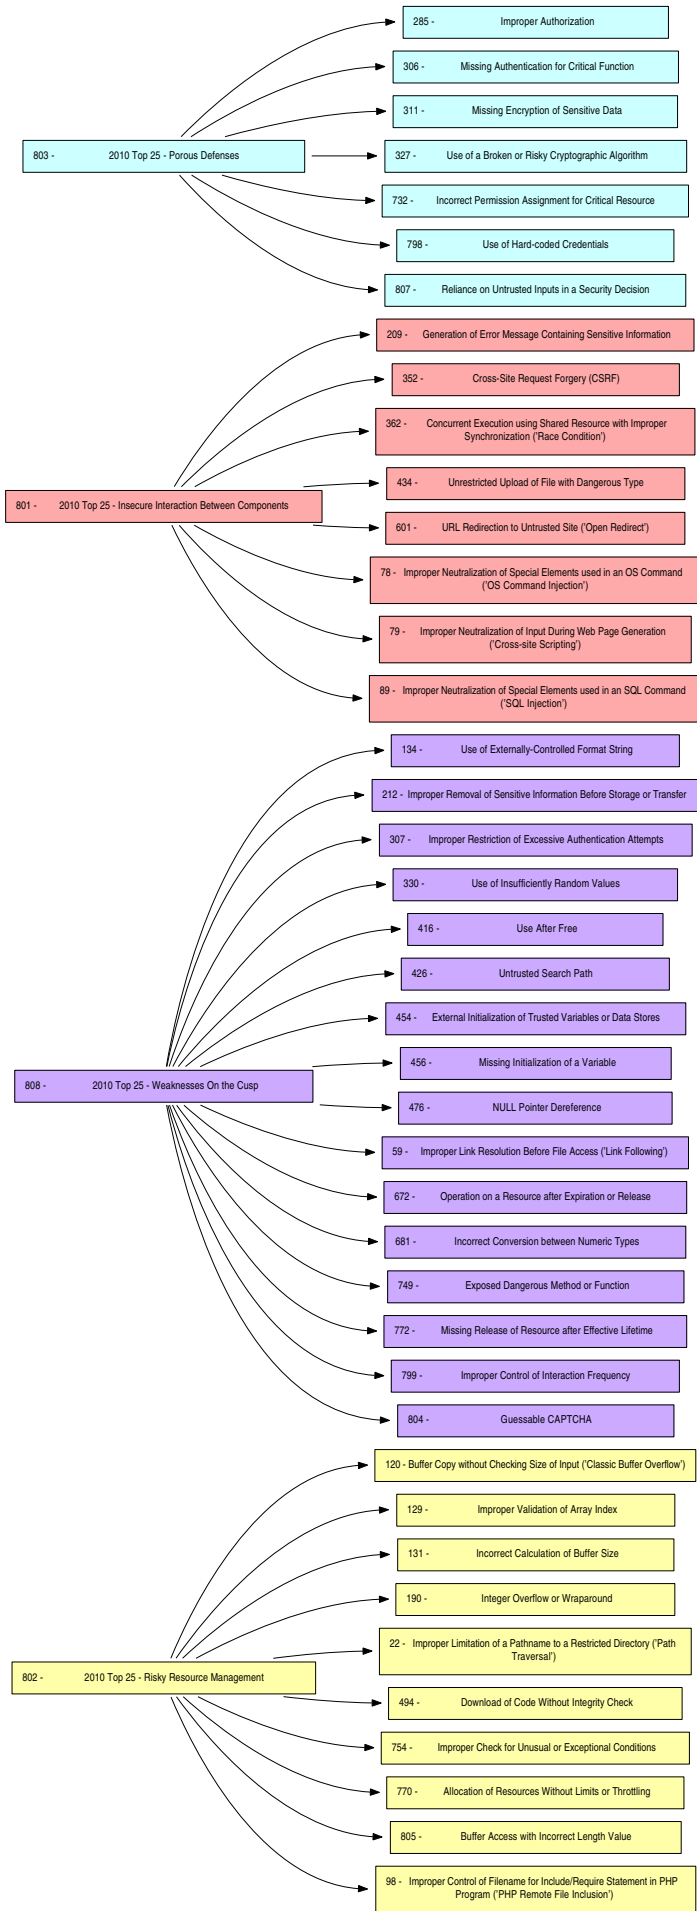 285 - Improper Authorization
306 - Missing Authentication for Critical Function
311 - Missing Encryption of Sensitive Data
803 - 2010 Top 25 - Porous Defenses
327 - Use of a Broken or Risky Cryptographic Algorithm
732 - Incorrect Permission Assignment for Critical Resource
798 - Use of Hard-coded Credentials
807 - Reliance on Untrusted Inputs in a Security Decision
209 - Generation of Error Message Containing Sensitive Information
352 - Cross-Site Request Forgery (CSRF)
362 - Concurrent Execution using Shared Resource with Improper
Synchronization ('Race Condition')
434 - Unrestricted Upload of File with Dangerous Type
801 - 2010 Top 25 - Insecure Interaction Between Components
601 - URL Redirection to Untrusted Site ('Open Redirect')
78 - Improper Neutralization of Special Elements used in an OS Command
('OS Command Injection')
79 - Improper Neutralization of Input During Web Page Generation
('Cross-site Scripting')
89 - Improper Neutralization of Special Elements used in an SQL Command
('SQL Injection')
134 - Use of Externally-Controlled Format String
212 - Improper Removal of Sensitive Information Before Storage or Transfer
307 - Improper Restriction of Excessive Authentication Attempts
330 - Use of Insufficiently Random Values
416 - Use After Free
426 - Untrusted Search Path
454 - External Initialization of Trusted Variables or Data Stores
456 - Missing Initialization of a Variable
808 - 2010 Top 25 - Weaknesses On the Cusp
476 - NULL Pointer Dereference
59 - Improper Link Resolution Before File Access ('Link Following')
672 - Operation on a Resource after Expiration or Release
681 - Incorrect Conversion between Numeric Types
749 - Exposed Dangerous Method or Function
772 - Missing Release of Resource after Effective Lifetime
799 - Improper Control of Interaction Frequency
804 - Guessable CAPTCHA
120 - Buffer Copy without Checking Size of Input ('Classic Buffer Overflow')
129 - Improper Validation of Array Index
131 - Incorrect Calculation of Buffer Size
190 - Integer Overflow or Wraparound
22 - Improper Limitation of a Pathname to a Restricted Directory ('Path
Traversal')
802 - 2010 Top 25 - Risky Resource Management
494 - Download of Code Without Integrity Check
754 - Improper Check for Unusual or Exceptional Conditions
770 - Allocation of Resources Without Limits or Throttling
805 - Buffer Access with Incorrect Length Value
98 - Improper Control of Filename for Include/Require Statement in PHP
Program ('PHP Remote File Inclusion')